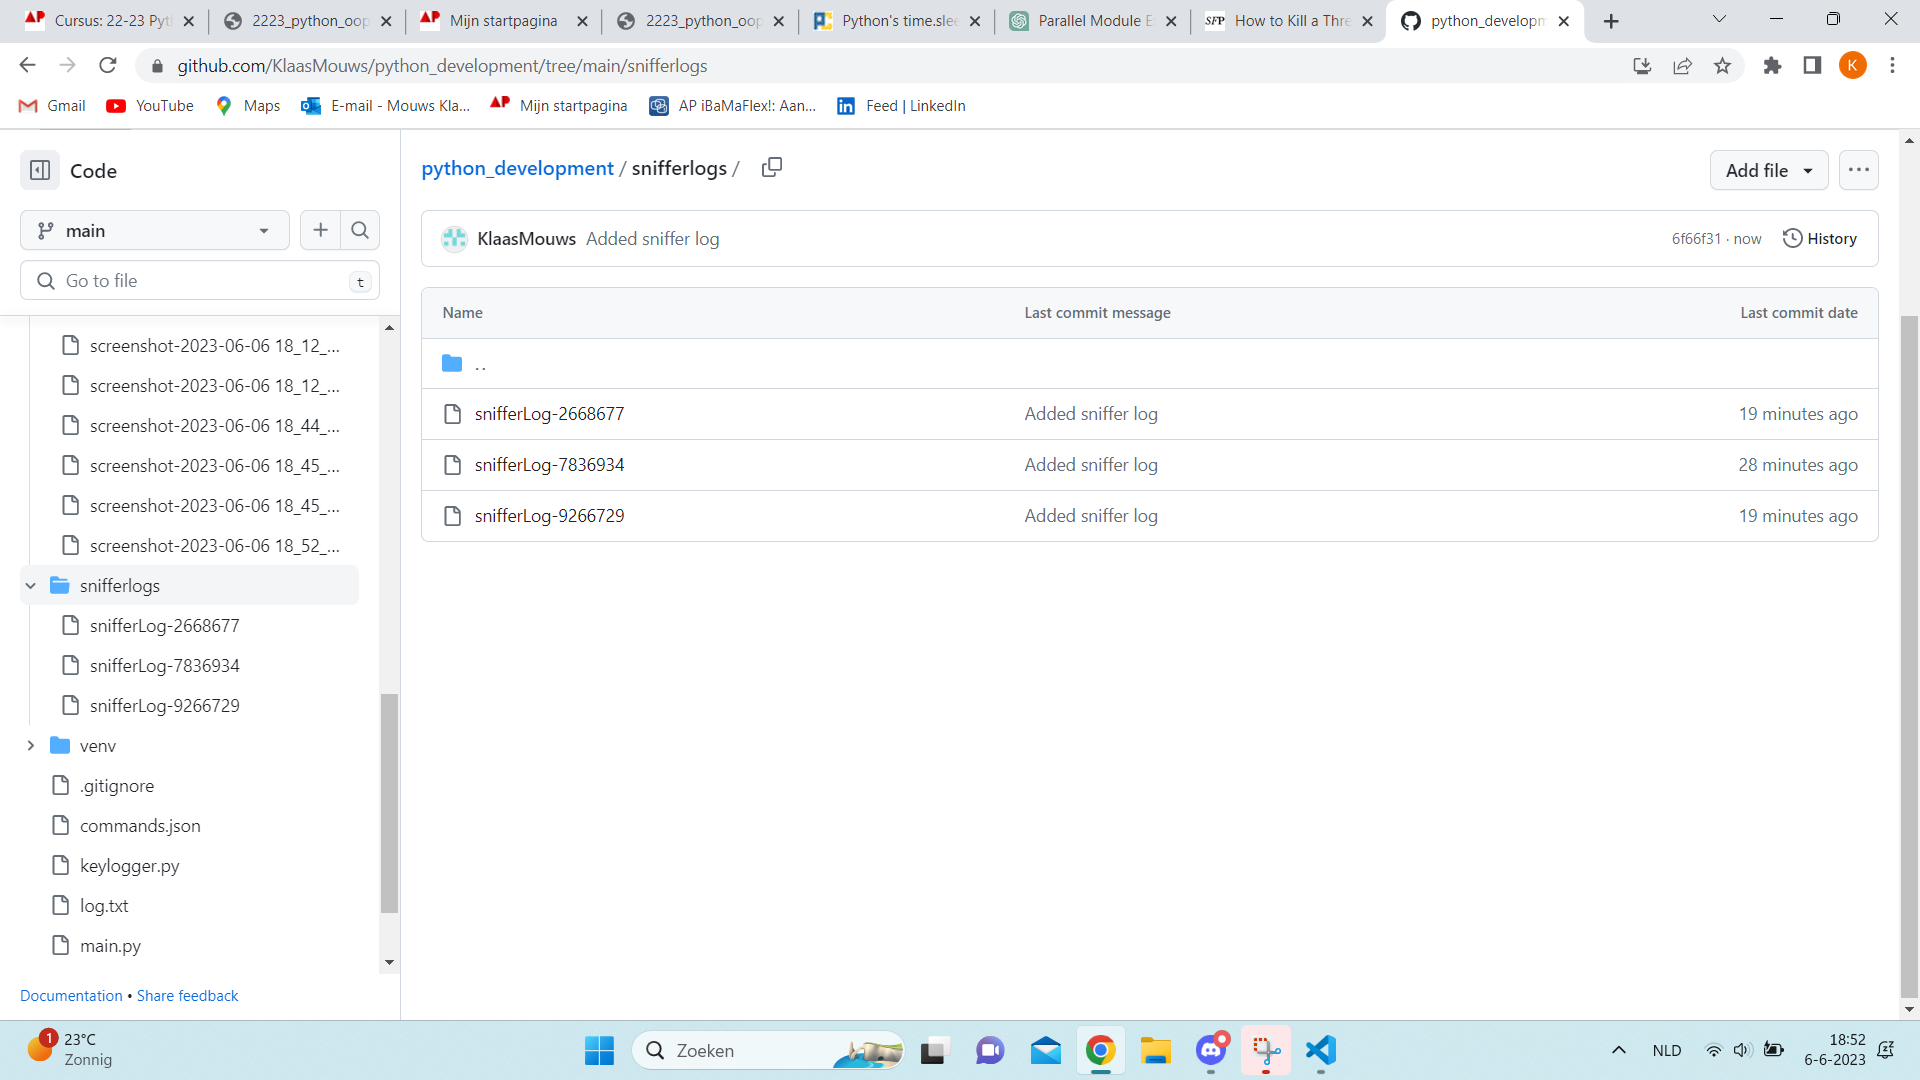 Cursus: 22-23 Pyth
2223_python_oop
Mijn startpagina
2223_python_oop
Python's time.slee
Parallel Module E
SFP How to Kill a Thre
python_developm
github.com/KlaasMouws/python_development/tree/main/snifferlogs
K
Gmail
YouTube
Maps
E-mail - Mouws Kla...
Mijn startpagina
AP iBaMaFlex!: Aan...
Feed | LinkedIn
Code
main
Go to file
t
screenshot-2023-06-06 18_12_...
screenshot-2023-06-06 18_12_...
screenshot-2023-06-06 18_44_...
screenshot-2023-06-06 18_45_...
screenshot-2023-06-06 18_45_...
screenshot-2023-06-06 18_52_...
snifferlogs
snifferLog-2668677
snifferLog-7836934
snifferLog-9266729
venv
.gitignore
commands.json
keylogger.py
log.txt
main.py
Documentation • Share feedback
python_development / snifferlogs /
Add file
KlaasMouws Added sniffer log
6f66f31 · now
History
Name Last commit message Last commit date
..
snifferLog-2668677 Added sniffer log 19 minutes ago
snifferLog-7836934 Added sniffer log 28 minutes ago
snifferLog-9266729 Added sniffer log 19 minutes ago
1
23°C
Zonnig
Zoeken
NLD
18:52
6-6-2023